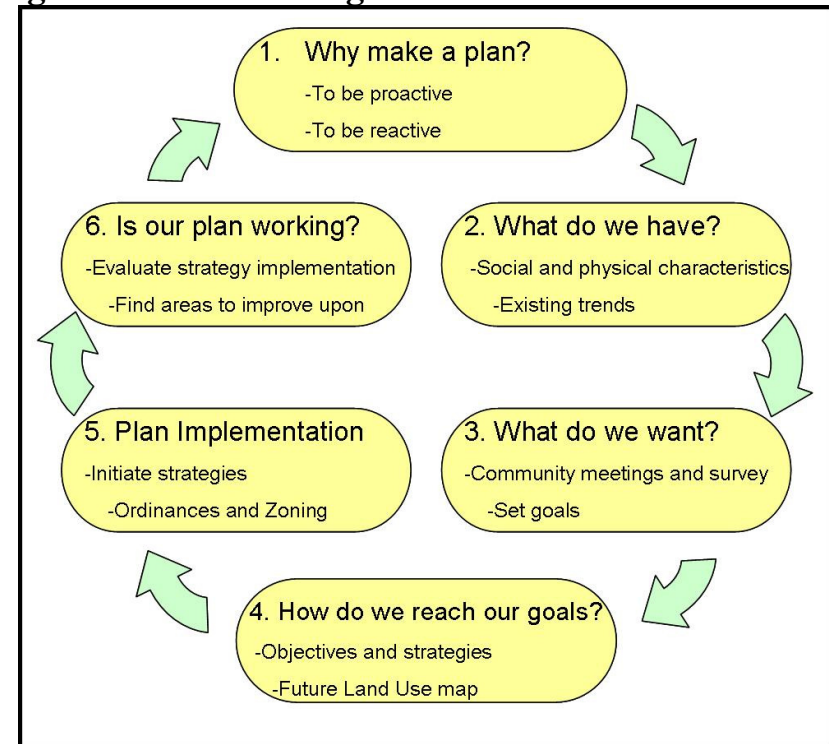 1. Why make a plan?
-To be proactive
-To be reactive
2. What do we have?
-Social and physical characteristics
-Existing trends
3. What do we want?
-Community meetings and survey
-Set goals
4. How do we reach our goals?
-Objectives and strategies
-Future Land Use map
5. Plan Implementation
-Initiate strategies
-Ordinances and Zoning
6. Is our plan working?
-Evaluate strategy implementation
-Find areas to improve upon